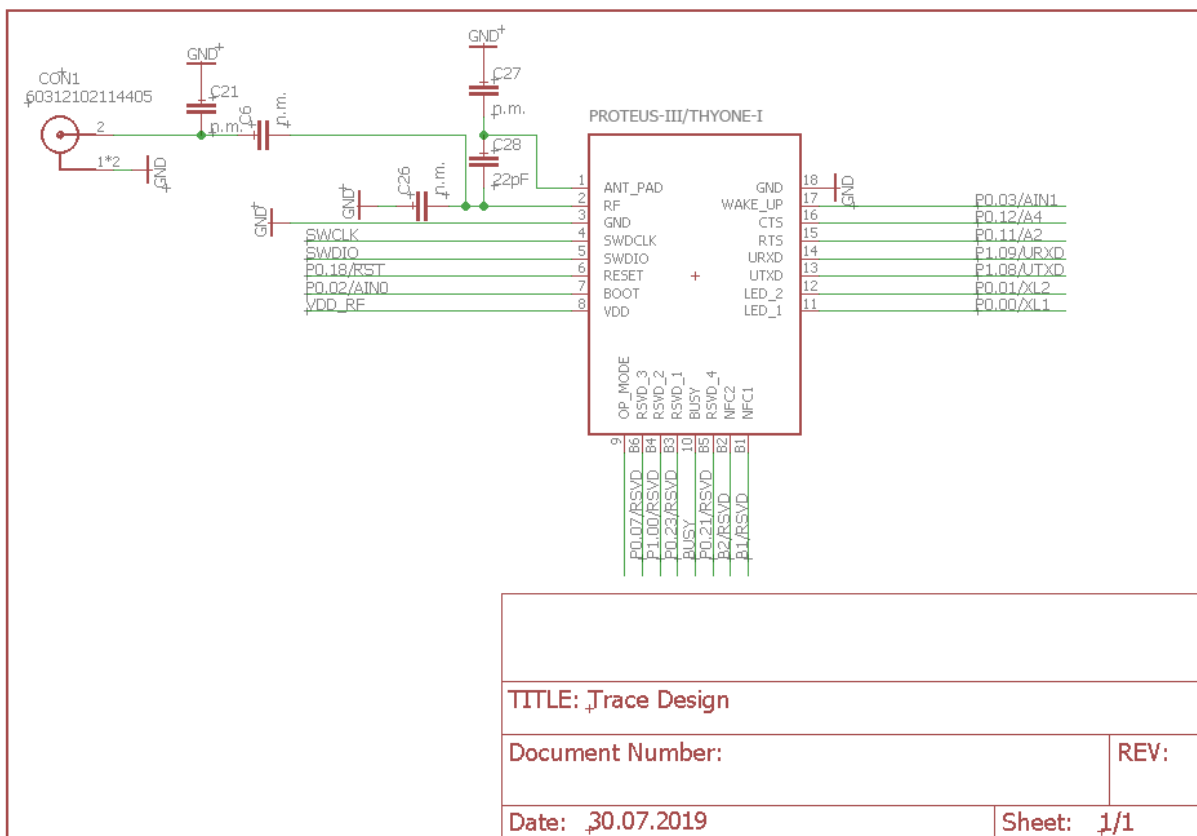 GND
GND
CON1
60312102114405
C21
n.m.
C6
n.m.
C27
n.m.
PROTEUS-III/THYONE-I
2
1*2
GND
C28
22pF
C26
n.m.
GND
GND
1 ANT_PAD GND 18 GND
2 RF WAKE_UP 17 P0.03/AIN1
3 GND CTS 16 P0.12/A4
SWCLK 4 SWDCLK RTS 15 P0.11/A2
SWDIO 5 SWDIO URXD 14 P1.09/URXD
P0.18/RST 6 RESET UTXD 13 P1.08/UTXD
P0.02/AIN0 7 BOOT LED_2 12 P0.01/XL2
VDD_RF 8 VDD LED_1 11 P0.00/XL1
OP_MODE
RSVD_3
RSVD_2
RSVD_1
BUSY
RSVD_4
NFC2
NFC1
9
B6
B4
B3
10
B5
B2
B1
P0.07/RSVD
P1.00/RSVD
P0.23/RSVD
BUSY
P0.21/RSVD
B2/RSVD
B1/RSVD
TITLE: Trace Design
Document Number:
REV:
Date: 30.07.2019
Sheet: 1/1